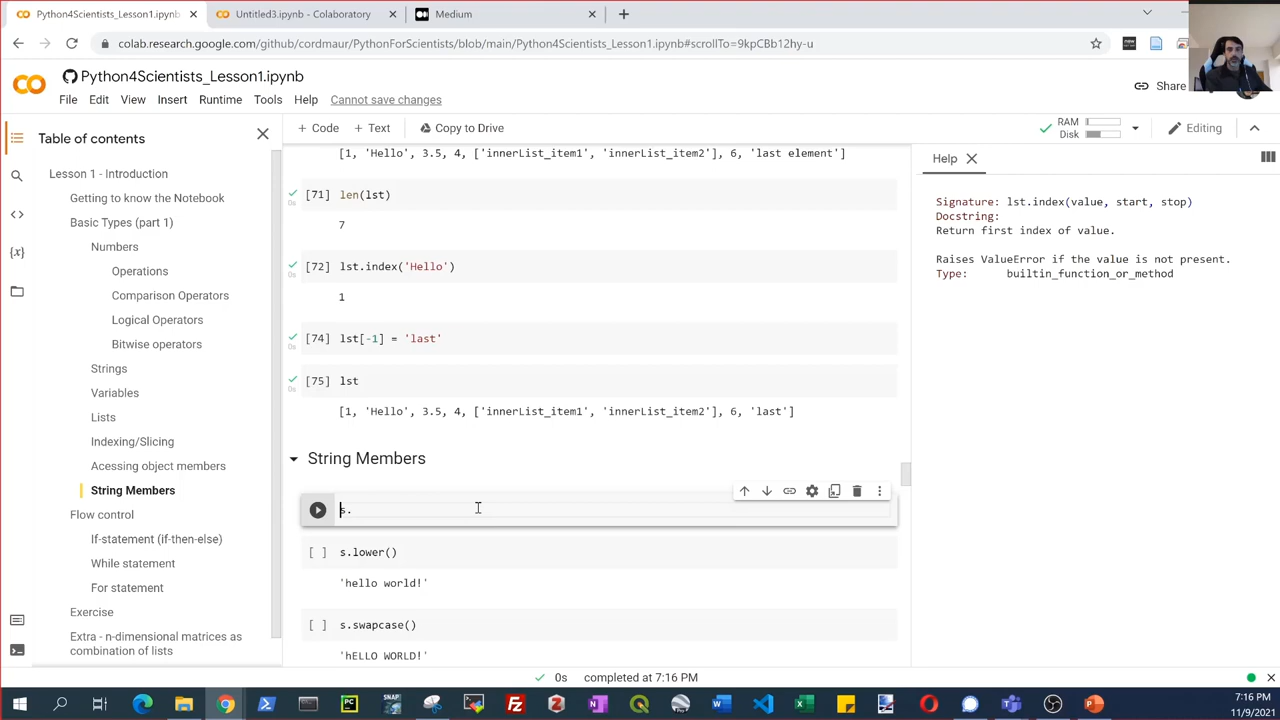 Python4Scientists_Lesson1.ipynb
Untitled3.ipynb - Colaboratory
Medium
colab.research.google.com/github/cordmaur/PythonForScientists/blob/main/Python4Scientists_Lesson1.ipynb#scrollTo=9kpCBb12hy-u
Python4Scientists_Lesson1.ipynb
File Edit View Insert Runtime Tools Help Cannot save changes
Share
+ Code + Text Copy to Drive
RAM
Disk
Editing
Table of contents
Lesson 1 - Introduction
Getting to know the Notebook
Basic Types (part 1)
Numbers
Operations
Comparison Operators
Logical Operators
Bitwise operators
Strings
Variables
Lists
Indexing/Slicing
Acessing object members
String Members
Flow control
If-statement (if-then-else)
While statement
For statement
Exercise
Extra - n-dimensional matrices as
combination of lists
[1, 'Hello', 3.5, 4, ['innerList_item1', 'innerList_item2'], 6, 'last element']
[71] len(lst)
0s
7
[72] lst.index('Hello')
0s
1
[74] lst[-1] = 'last'
0s
[75] lst
0s
[1, 'Hello', 3.5, 4, ['innerList_item1', 'innerList_item2'], 6, 'last']
String Members
s.
[ ] s.lower()
'hello world!'
[ ] s.swapcase()
'hELLO WORLD!'
Help
Signature: lst.index(value, start, stop)
Docstring:
Return first index of value.
Raises ValueError if the value is not present.
Type: builtin_function_or_method
0s completed at 7:16 PM
7:16 PM
11/9/2021